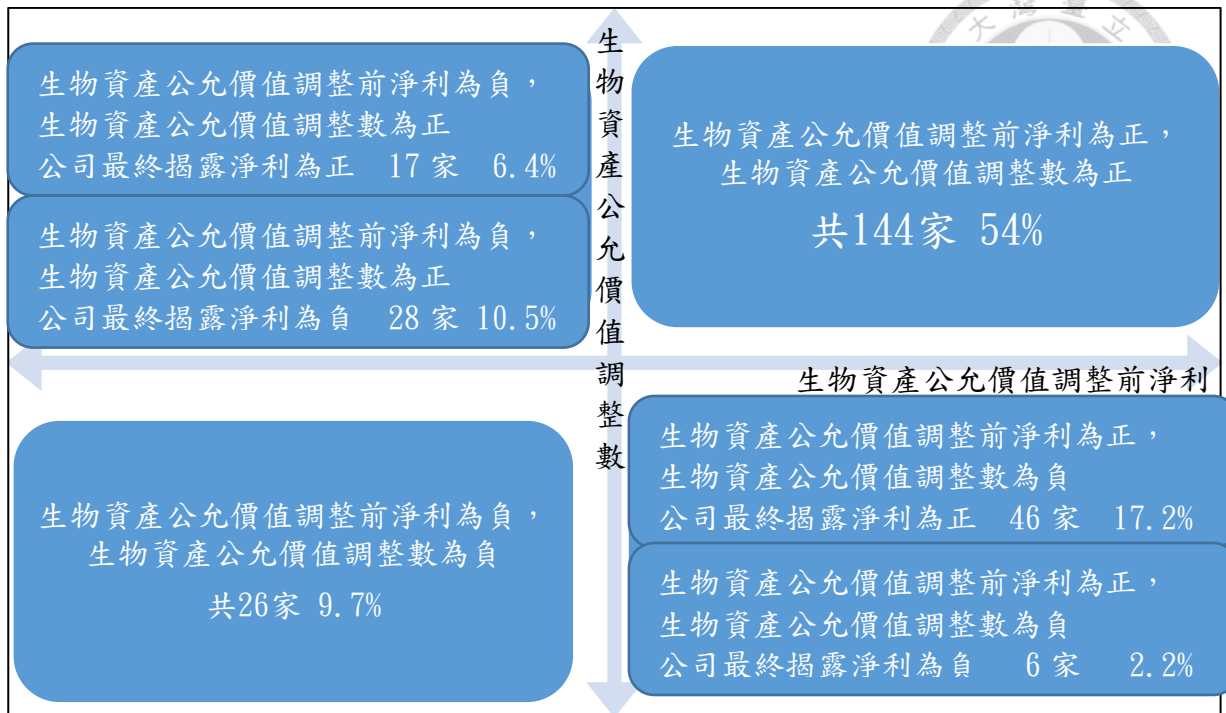 大灣臺立
生物資產公允價值調整數
生物資產公允價值調整前淨利為負，
生物資產公允價值調整數為正
公司最終揭露淨利為正 17 家 6.4%
生物資產公允價值調整前淨利為負，
生物資產公允價值調整數為正
公司最終揭露淨利為負 28 家 10.5%
生物資產公允價值調整前淨利為正，
生物資產公允價值調整數為正
共144家 54%
生物資產公允價值調整前淨利
生物資產公允價值調整前淨利為負，
生物資產公允價值調整數為負
共26家 9.7%
生物資產公允價值調整前淨利為正，
生物資產公允價值調整數為負
公司最終揭露淨利為正 46 家 17.2%
生物資產公允價值調整前淨利為正，
生物資產公允價值調整數為負
公司最終揭露淨利為負 6 家 2.2%